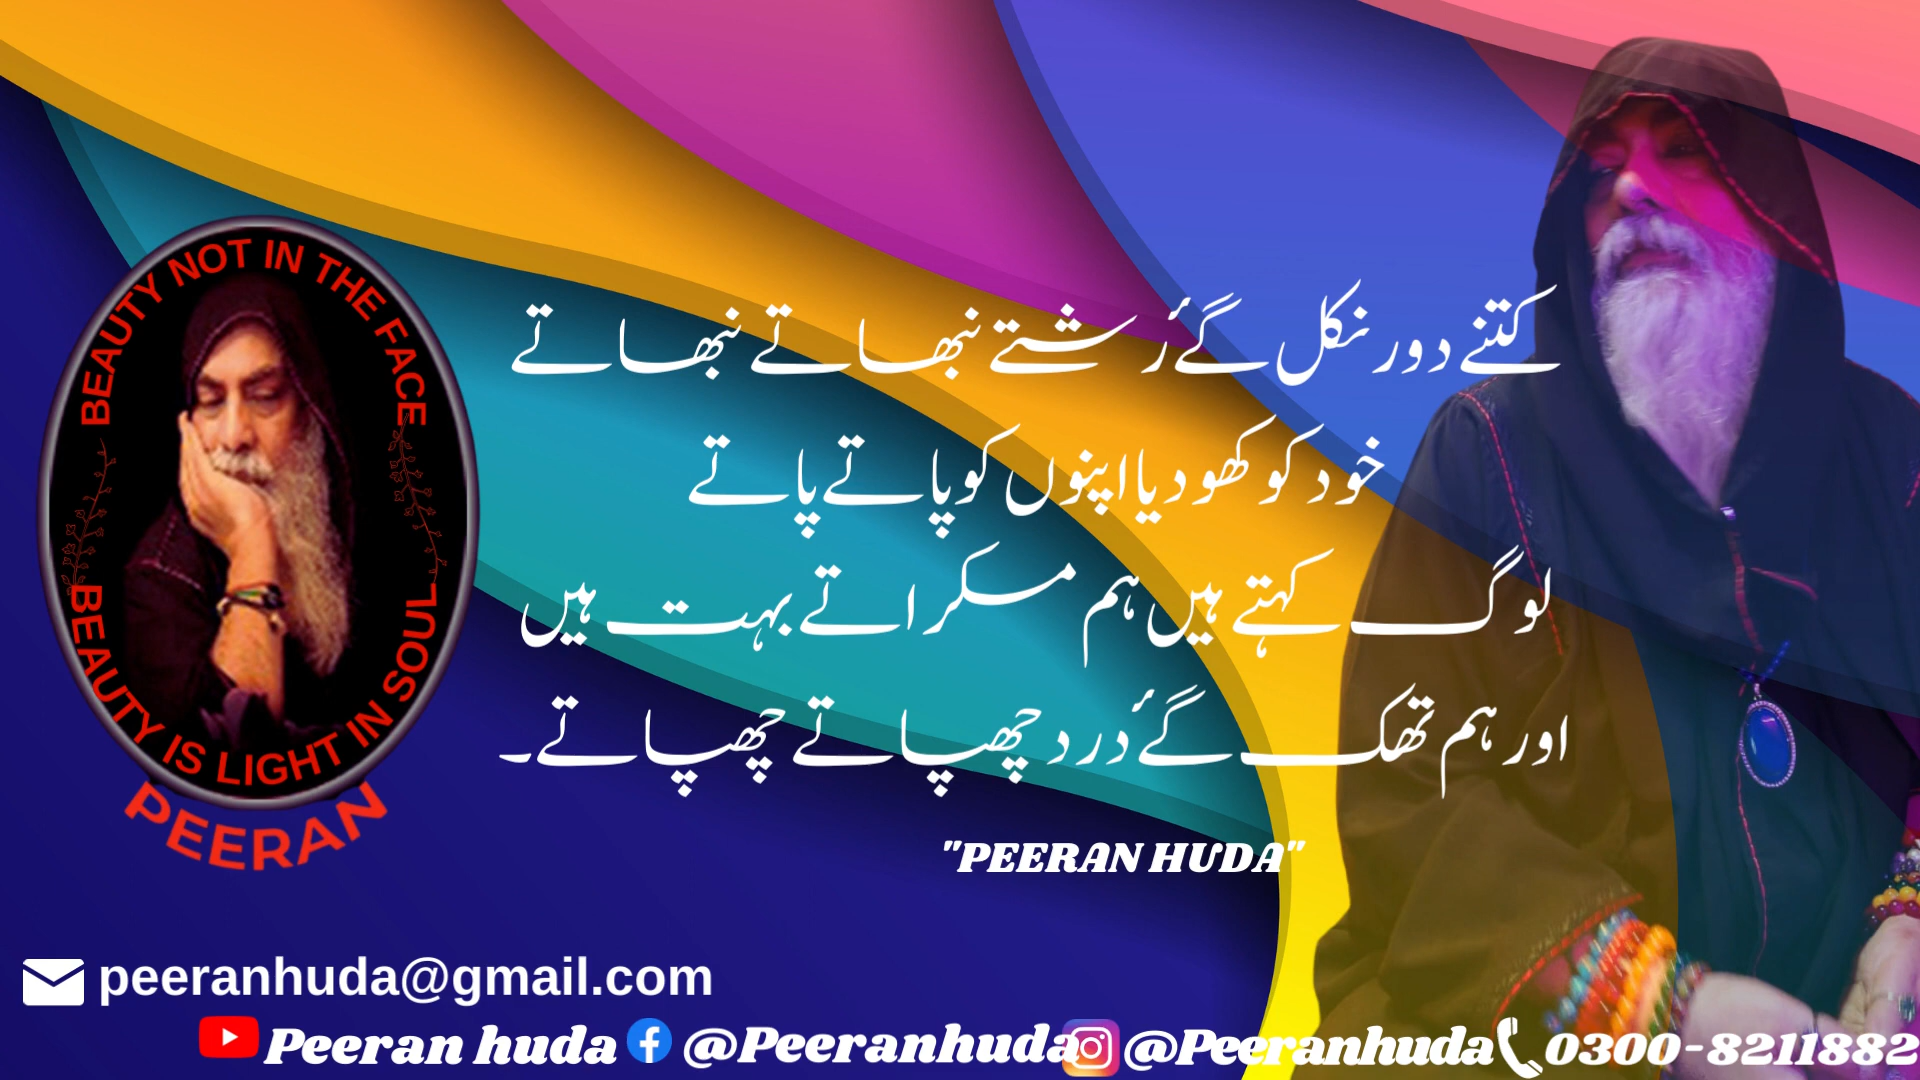 BEAUTY NOT IN THE FACE
BEAUTY IS LIGHT IN SOUL
PEERAN
کتنے دور نکل گےٗ رشتے نبھاتے نبھاتے
خود کو کھو دیا اپنوں کو پاتے پاتے
لوگ کہتے ہیں ہم مسکراتے بہت ہیں
اور ہم تھک گےٗ درد چھپاتے چھپاتے۔
"PEERAN HUDA"
peeranhuda@gmail.com
Peeran huda @Peeranhuda @Peeranhuda 0300-8211882